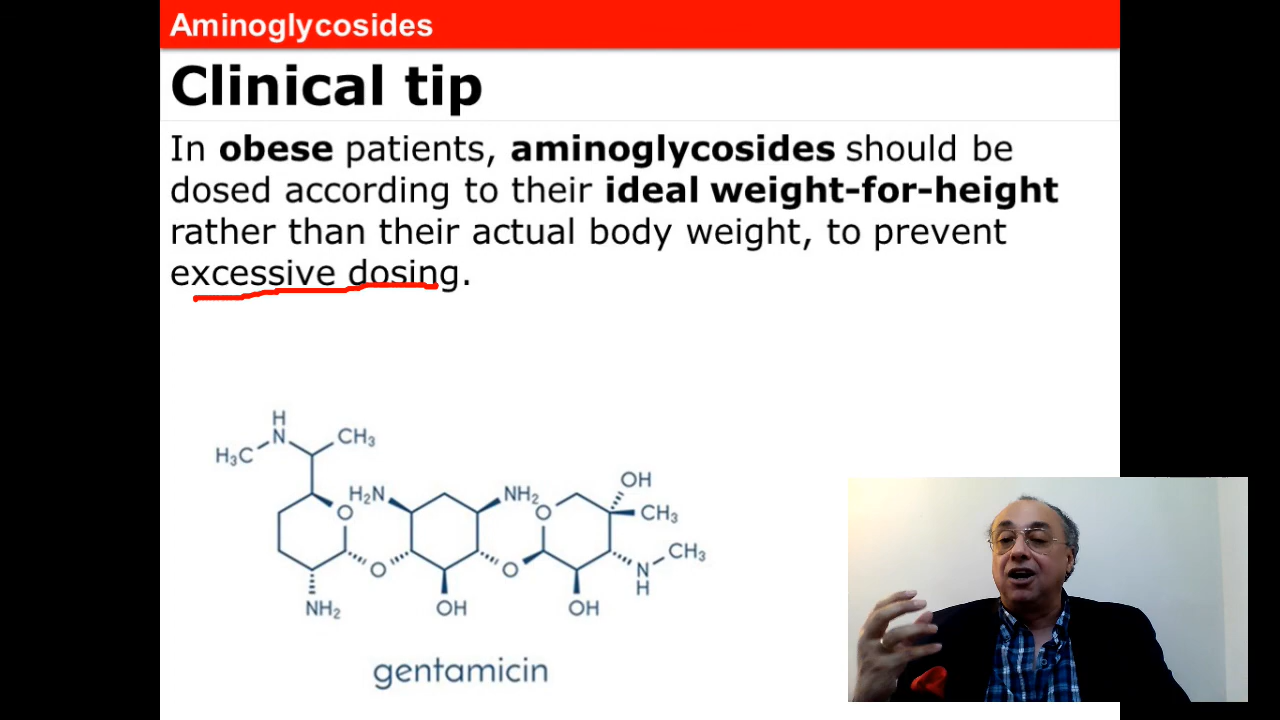 Aminoglycosides
Clinical tip
In obese patients, aminoglycosides should be
dosed according to their ideal weight-for-height
rather than their actual body weight, to prevent
excessive dosing.
H
N
CH₃
H₃C
H₂N
NH₂
OH
O
O
CH₃
CH₃
O
O
N
H
NH₂
OH
OH
gentamicin